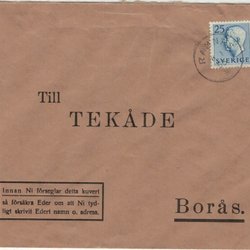 25
SVERIGE
Till
TEKÅDE
Innan Ni förseglar detta kuvert
så försäkra Eder om att Ni tyd-
ligt skrivit Edert namn o. adress.
Borås.